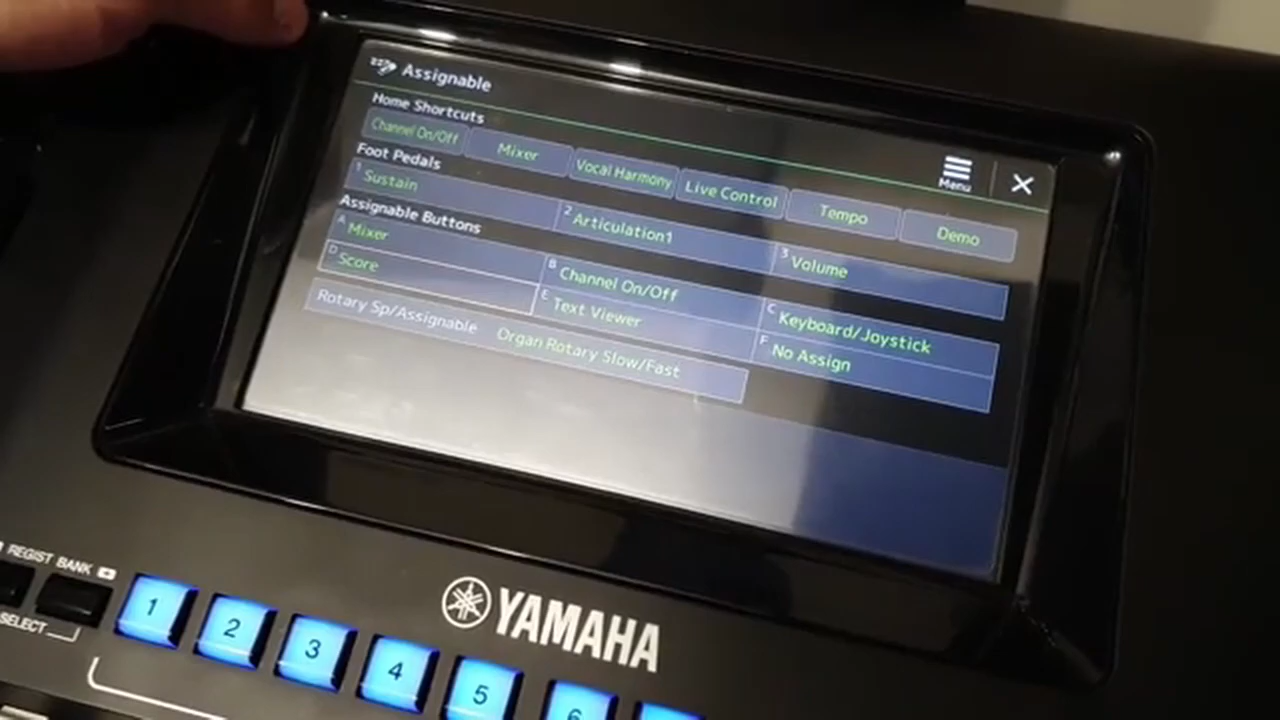 Assignable
Menu
Home Shortcuts
Channel On/Off Mixer Vocal Harmony Live Control Tempo Demo
Foot Pedals
1 Sustain 2 Articulation1 3 Volume
Assignable Buttons
A Mixer B Channel On/Off C Keyboard/Joystick
D Score E Text Viewer F No Assign
Rotary Sp/Assignable Organ Rotary Slow/Fast
REGIST BANK
SELECT
1 2 3 4 5 6
YAMAHA